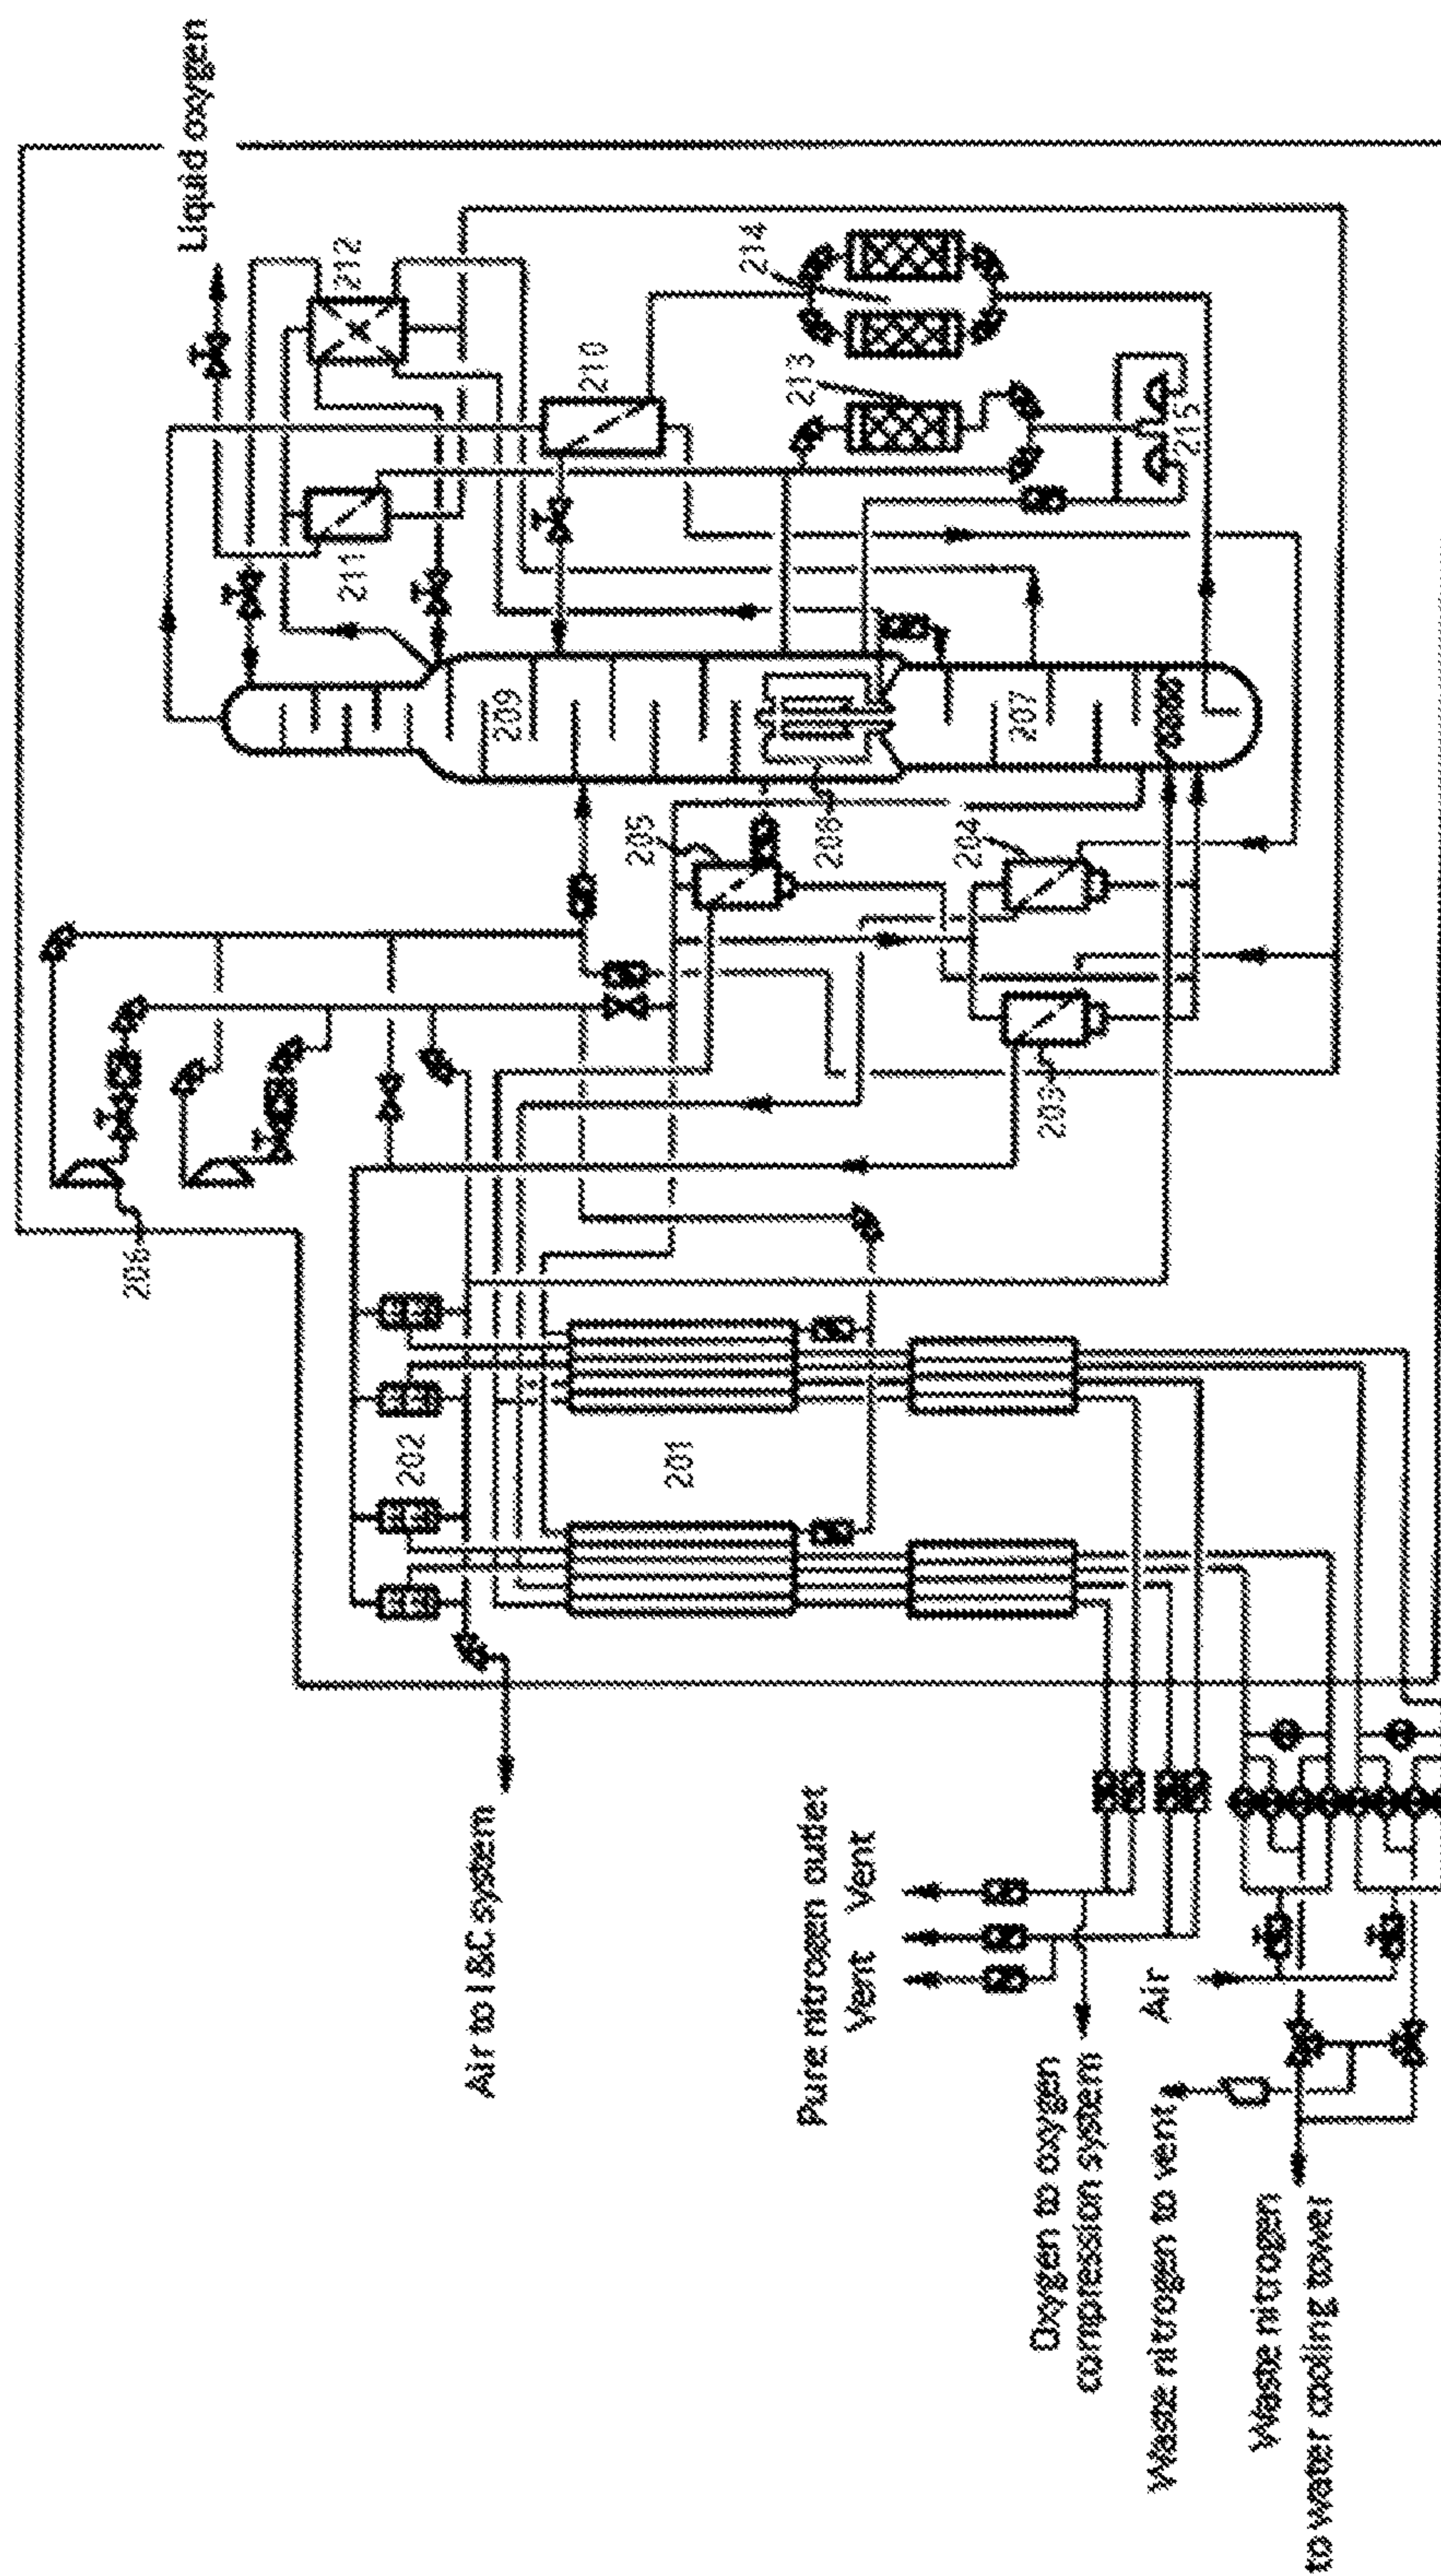 Liquid oxygen
212
214
210
213
211
215
209
207
205
208
204
203
206
202
201
Air to I&C system
Pure nitrogen outlet
Vent
Vent
Air
Oxygen to oxygen
compression system
Waste nitrogen to vent
Waste nitrogen
to water cooling tower